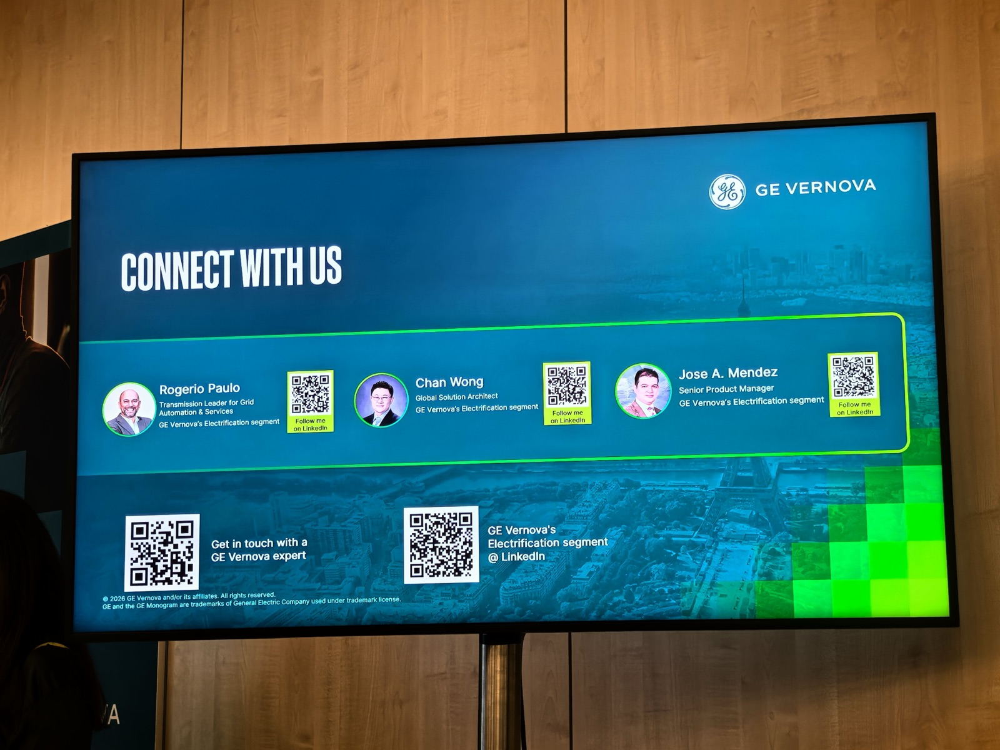 GE VERNOVA
CONNECT WITH US
Rogerio Paulo
Transmission Leader for Grid
Automation & Services
GE Vernova's Electrification segment
Follow me
on LinkedIn
Chan Wong
Global Solution Architect
GE Vernova's Electrification segment
Follow me
on LinkedIn
Jose A. Mendez
Senior Product Manager
GE Vernova's Electrification segment
Follow me
on LinkedIn
Get in touch with a
GE Vernova expert
GE Vernova's
Electrification segment
@ LinkedIn
© 2026 GE Vernova and/or its affiliates. All rights reserved.
GE and the GE Monogram are trademarks of General Electric Company used under trademark license.
VA